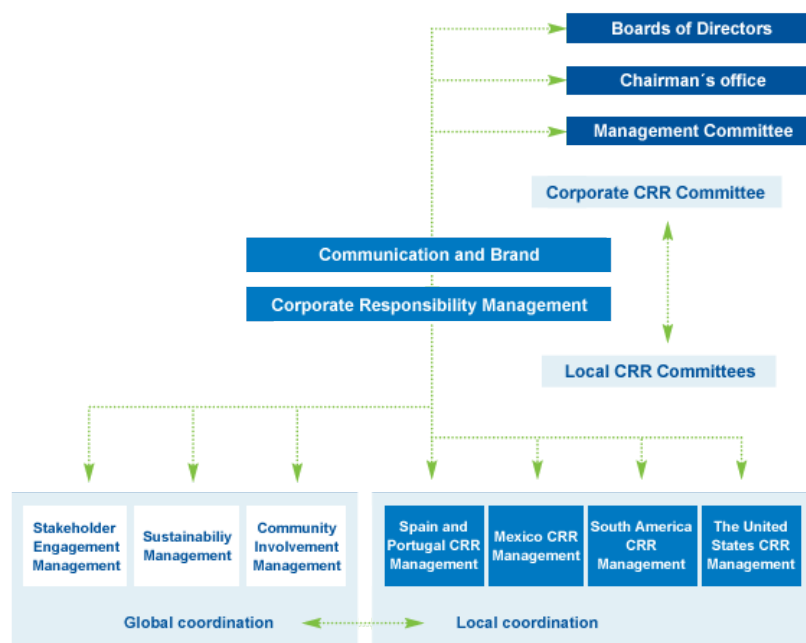 Boards of Directors
Chairman´s office
Management Committee
Corporate CRR Committee
Communication and Brand
Corporate Responsibility Management
Local CRR Committees
Stakeholder
Engagement
Management
Sustainabiliy
Management
Community
Involvement
Management
Spain and
Portugal CRR
Management
Mexico CRR
Management
South America
CRR
Management
The United
States CRR
Management
Global coordination
Local coordination